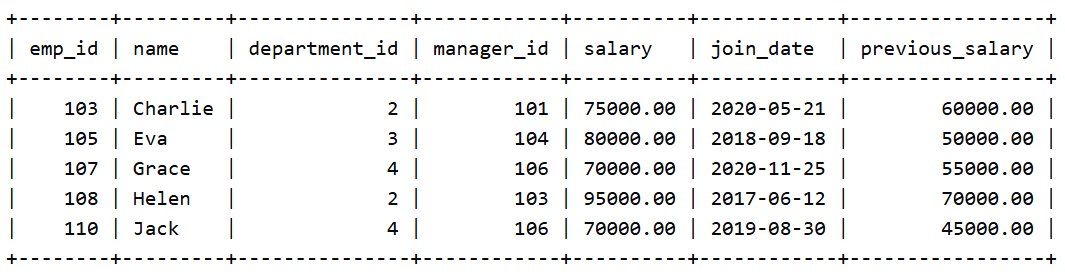 +--------+---------+---------------+------------+----------+------------+-----------------+
| emp_id | name    | department_id | manager_id | salary   | join_date  | previous_salary |
+--------+---------+---------------+------------+----------+------------+-----------------+
|    103 | Charlie |             2 |        101 | 75000.00 | 2020-05-21 |        60000.00 |
|    105 | Eva     |             3 |        104 | 80000.00 | 2018-09-18 |        50000.00 |
|    107 | Grace   |             4 |        106 | 70000.00 | 2020-11-25 |        55000.00 |
|    108 | Helen   |             2 |        103 | 95000.00 | 2017-06-12 |        70000.00 |
|    110 | Jack    |             4 |        106 | 70000.00 | 2019-08-30 |        45000.00 |
+--------+---------+---------------+------------+----------+------------+-----------------+